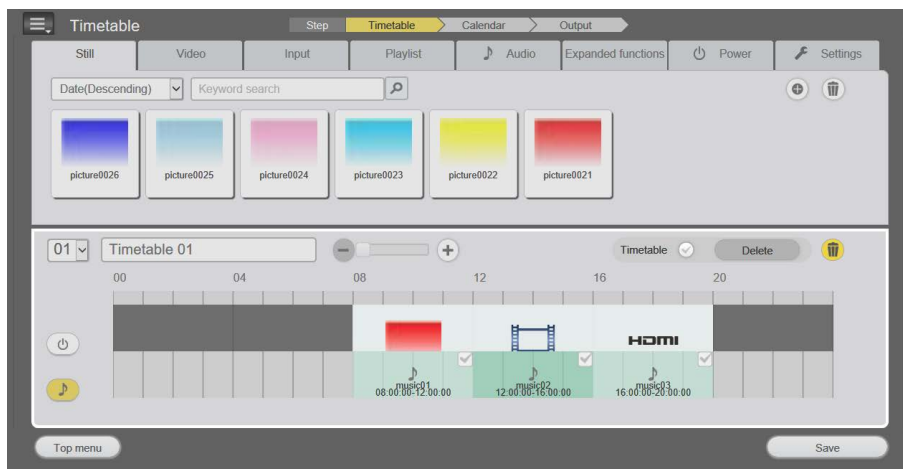 Timetable
Step Timetable Calendar Output
Still Video Input Playlist Audio Expanded functions Power Settings
Date(Descending) Keyword search
picture0026 picture0025 picture0024 picture0023 picture0022 picture0021
01 Timetable 01 Timetable Delete
00 04 08 12 16 20
HDMI
music01 music02 music03
08:00:00-12:00:00 12:00:00-16:00:00 16:00:00-20:00:00
Top menu Save